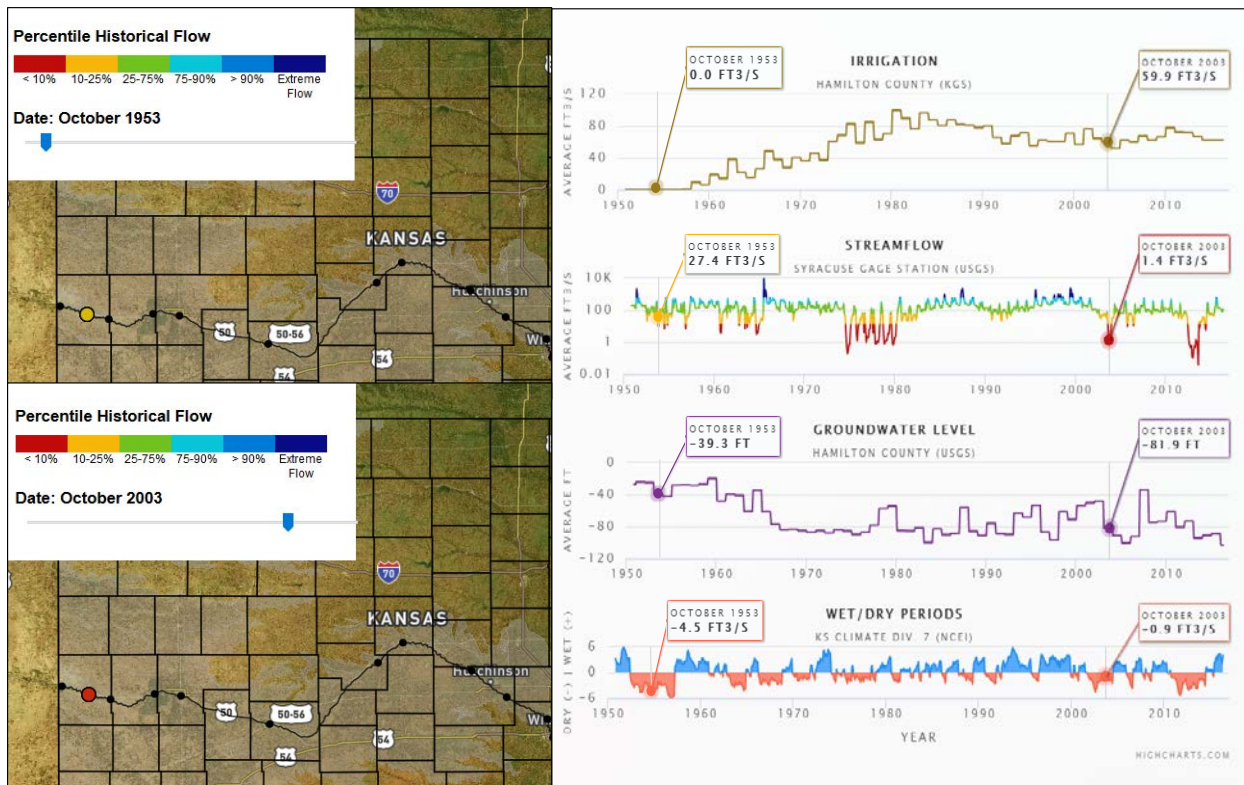 Percentile Historical Flow
< 10% 10-25% 25-75% 75-90% > 90% Extreme Flow
Date: October 1953
70
KANSAS
Hutchinson
50
50-56
54
Wi
Percentile Historical Flow
< 10% 10-25% 25-75% 75-90% > 90% Extreme Flow
Date: October 2003
70
KANSAS
Hutchinson
50
50-56
54
Wi
IRRIGATION
HAMILTON COUNTY (KGS)
OCTOBER 1953
0.0 FT3/S
OCTOBER 2003
59.9 FT3/S
AVERAGE FT3/S
120
80
40
0
1950 1960 1970 1980 1990 2000 2010
STREAMFLOW
SYRACUSE GAGE STATION (USGS)
OCTOBER 1953
27.4 FT3/S
OCTOBER 2003
1.4 FT3/S
AVERAGE FT3/S
10K
100
1
0.01
1950 1960 1970 1980 1990 2000 2010
GROUNDWATER LEVEL
HAMILTON COUNTY (USGS)
OCTOBER 1953
-39.3 FT
OCTOBER 2003
-81.9 FT
AVERAGE FT
0
-40
-80
-120
1950 1960 1970 1980 1990 2000 2010
WET/DRY PERIODS
KS CLIMATE DIV. 7 (NCEI)
OCTOBER 1953
-4.5 FT3/S
OCTOBER 2003
-0.9 FT3/S
DRY (-) | WET (+)
6
0
-6
1950 1960 1970 1980 1990 2000 2010
YEAR
HIGHCHARTS.COM